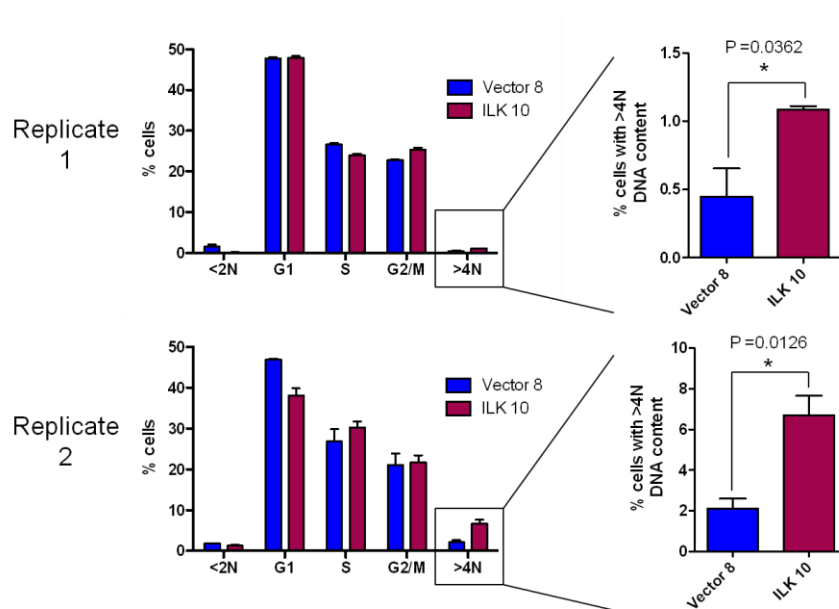 Replicate
1
% cells
50
40
30
20
10
0
<2N
G1
S
G2/M
>4N
Vector 8
ILK 10
P =0.0362
*
% cells with >4N
DNA content
1.5
1.0
0.5
0.0
Vector 8
ILK 10
Replicate
2
% cells
50
40
30
20
10
0
<2N
G1
S
G2/M
>4N
Vector 8
ILK 10
P =0.0126
*
% cells with >4N
DNA content
10
8
6
4
2
0
Vector 8
ILK 10